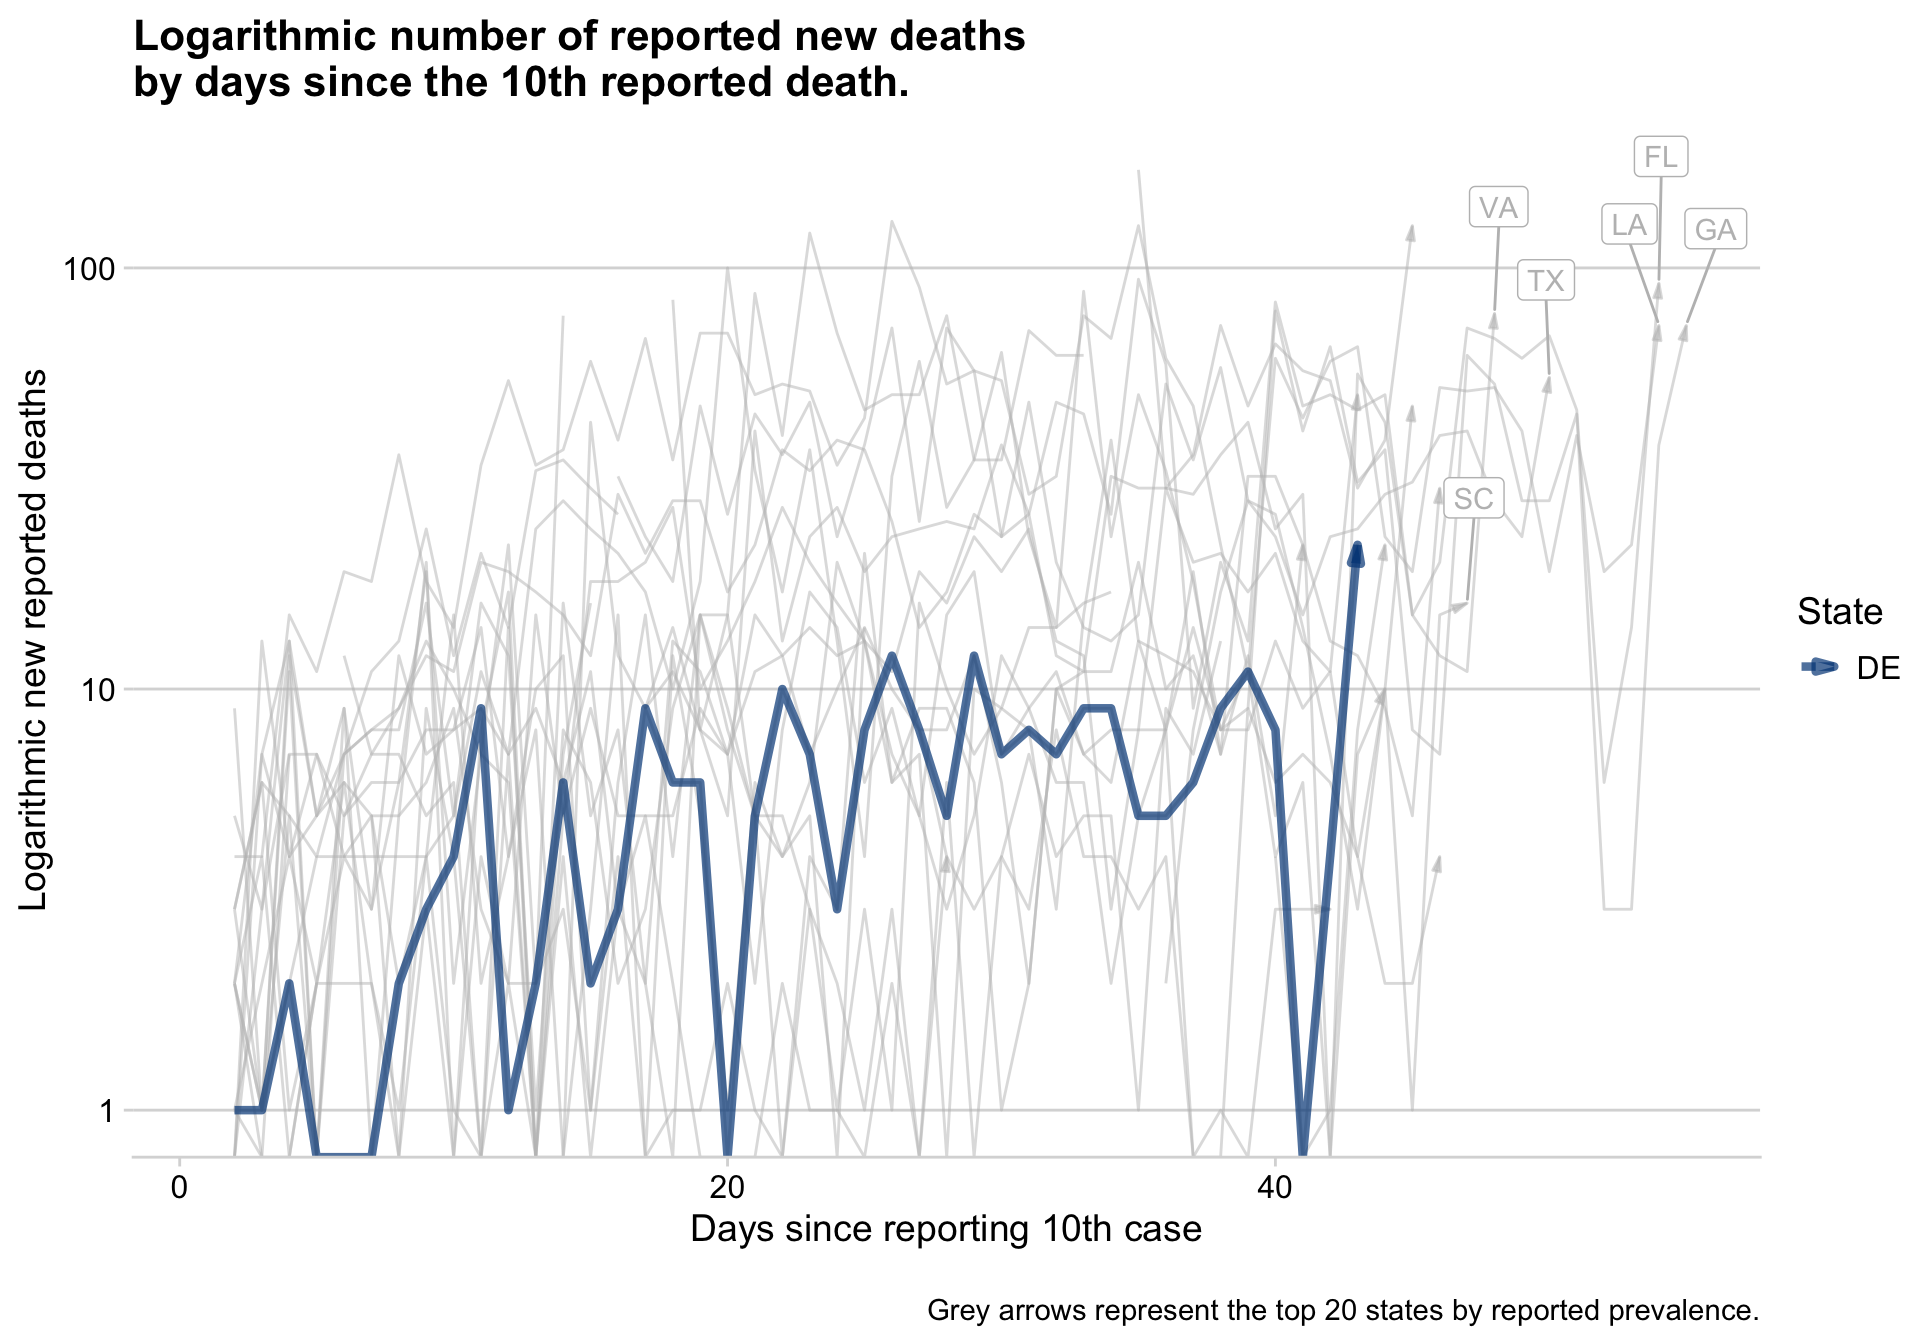 Logarithmic number of reported new deaths
by days since the 10th reported death.
FL
VA
LA
GA
100
TX
SC
Logarithmic new reported deaths
State
DE
10
1
0
20
40
Days since reporting 10th case
Grey arrows represent the top 20 states by reported prevalence.